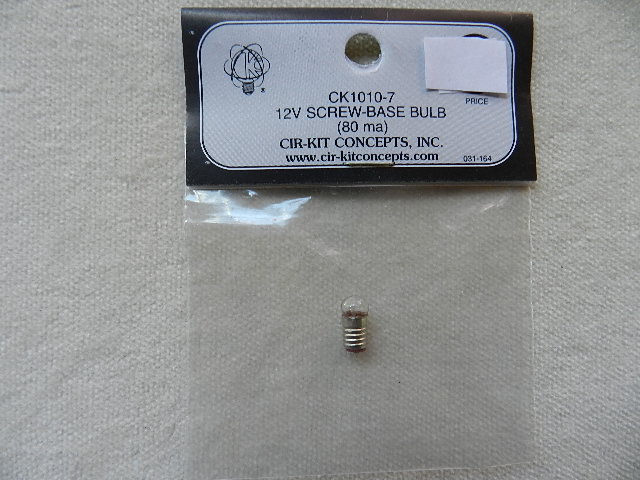 CK
®
CK1010-7
12V SCREW-BASE BULB
(80 ma)
CIR-KIT CONCEPTS, INC.
www.cir-kitconcepts.com
PRICE
031-164